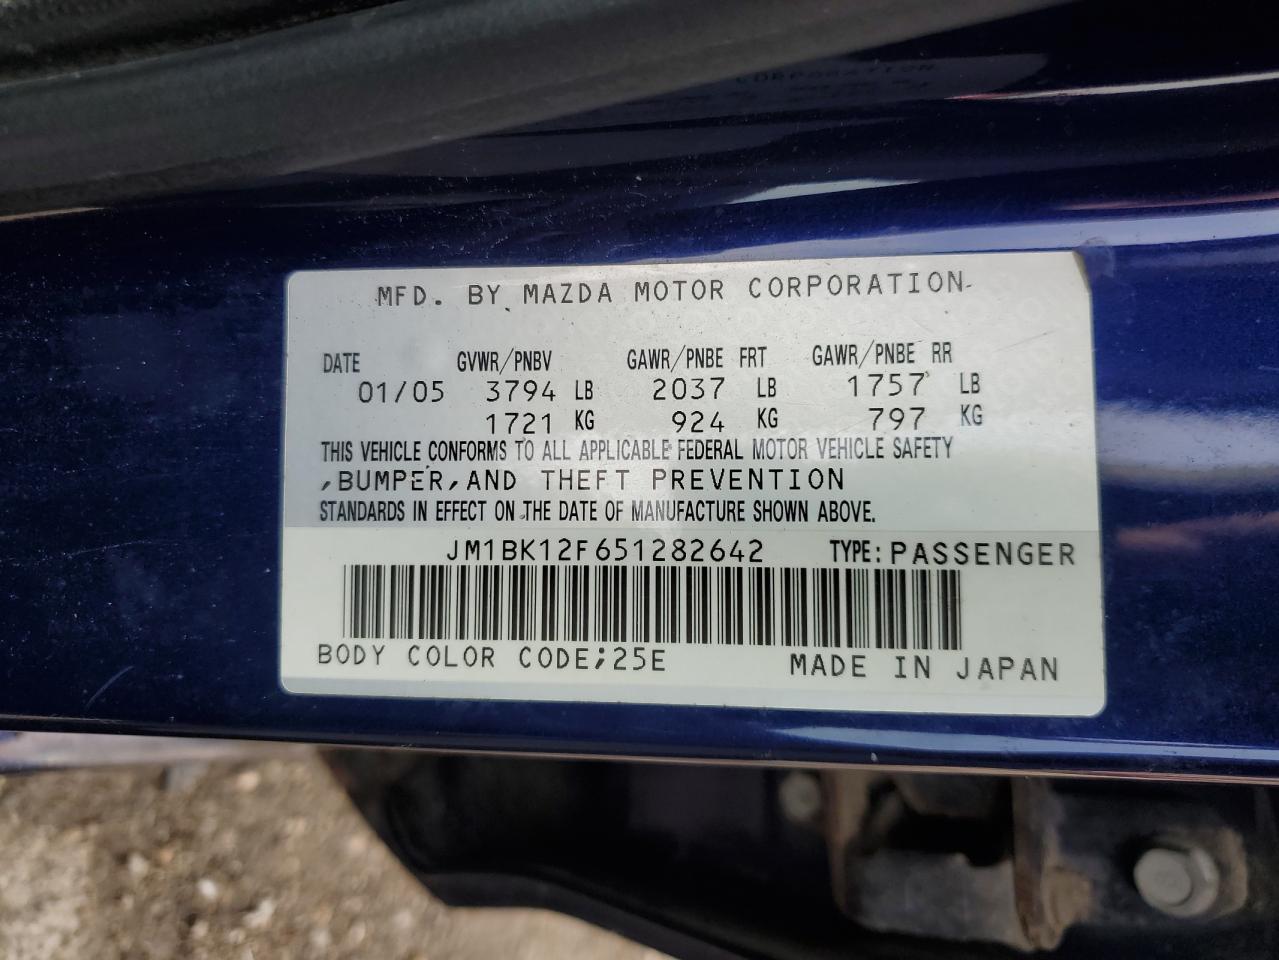 MFD. BY MAZDA MOTOR CORPORATION
DATE GVWR/PNBV GAWR/PNBE FRT GAWR/PNBE RR
01/05 3794 LB 2037 LB 1757 LB
1721 KG 924 KG 797 KG
THIS VEHICLE CONFORMS TO ALL APPLICABLE FEDERAL MOTOR VEHICLE SAFETY
,BUMPER,AND THEFT PREVENTION
STANDARDS IN EFFECT ON THE DATE OF MANUFACTURE SHOWN ABOVE.
JM1BK12F651282642 TYPE: PASSENGER
BODY COLOR CODE;25E MADE IN JAPAN